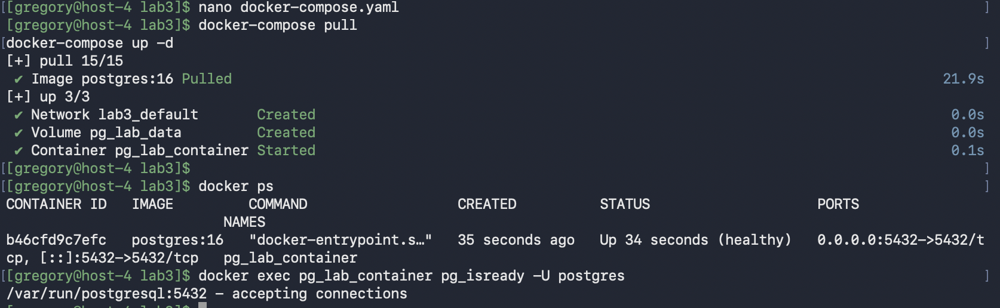 [[gregory@host-4 lab3]$ nano docker-compose.yaml ]
[gregory@host-4 lab3]$ docker-compose pull
[docker-compose up -d ]
[+] pull 15/15
✔ Image postgres:16 Pulled 21.9s
[+] up 3/3
✔ Network lab3_default Created 0.0s
✔ Volume pg_lab_data Created 0.0s
✔ Container pg_lab_container Started 0.1s
[[gregory@host-4 lab3]$ ]
[[gregory@host-4 lab3]$ docker ps ]
CONTAINER ID IMAGE COMMAND CREATED STATUS PORTS
NAMES
b46cfd9c7efc postgres:16 "docker-entrypoint.s…" 35 seconds ago Up 34 seconds (healthy) 0.0.0.0:5432->5432/t
cp, [::]:5432->5432/tcp pg_lab_container
[[gregory@host-4 lab3]$ docker exec pg_lab_container pg_isready -U postgres ]
/var/run/postgresql:5432 - accepting connections
[gregory@host-4 lab3]$